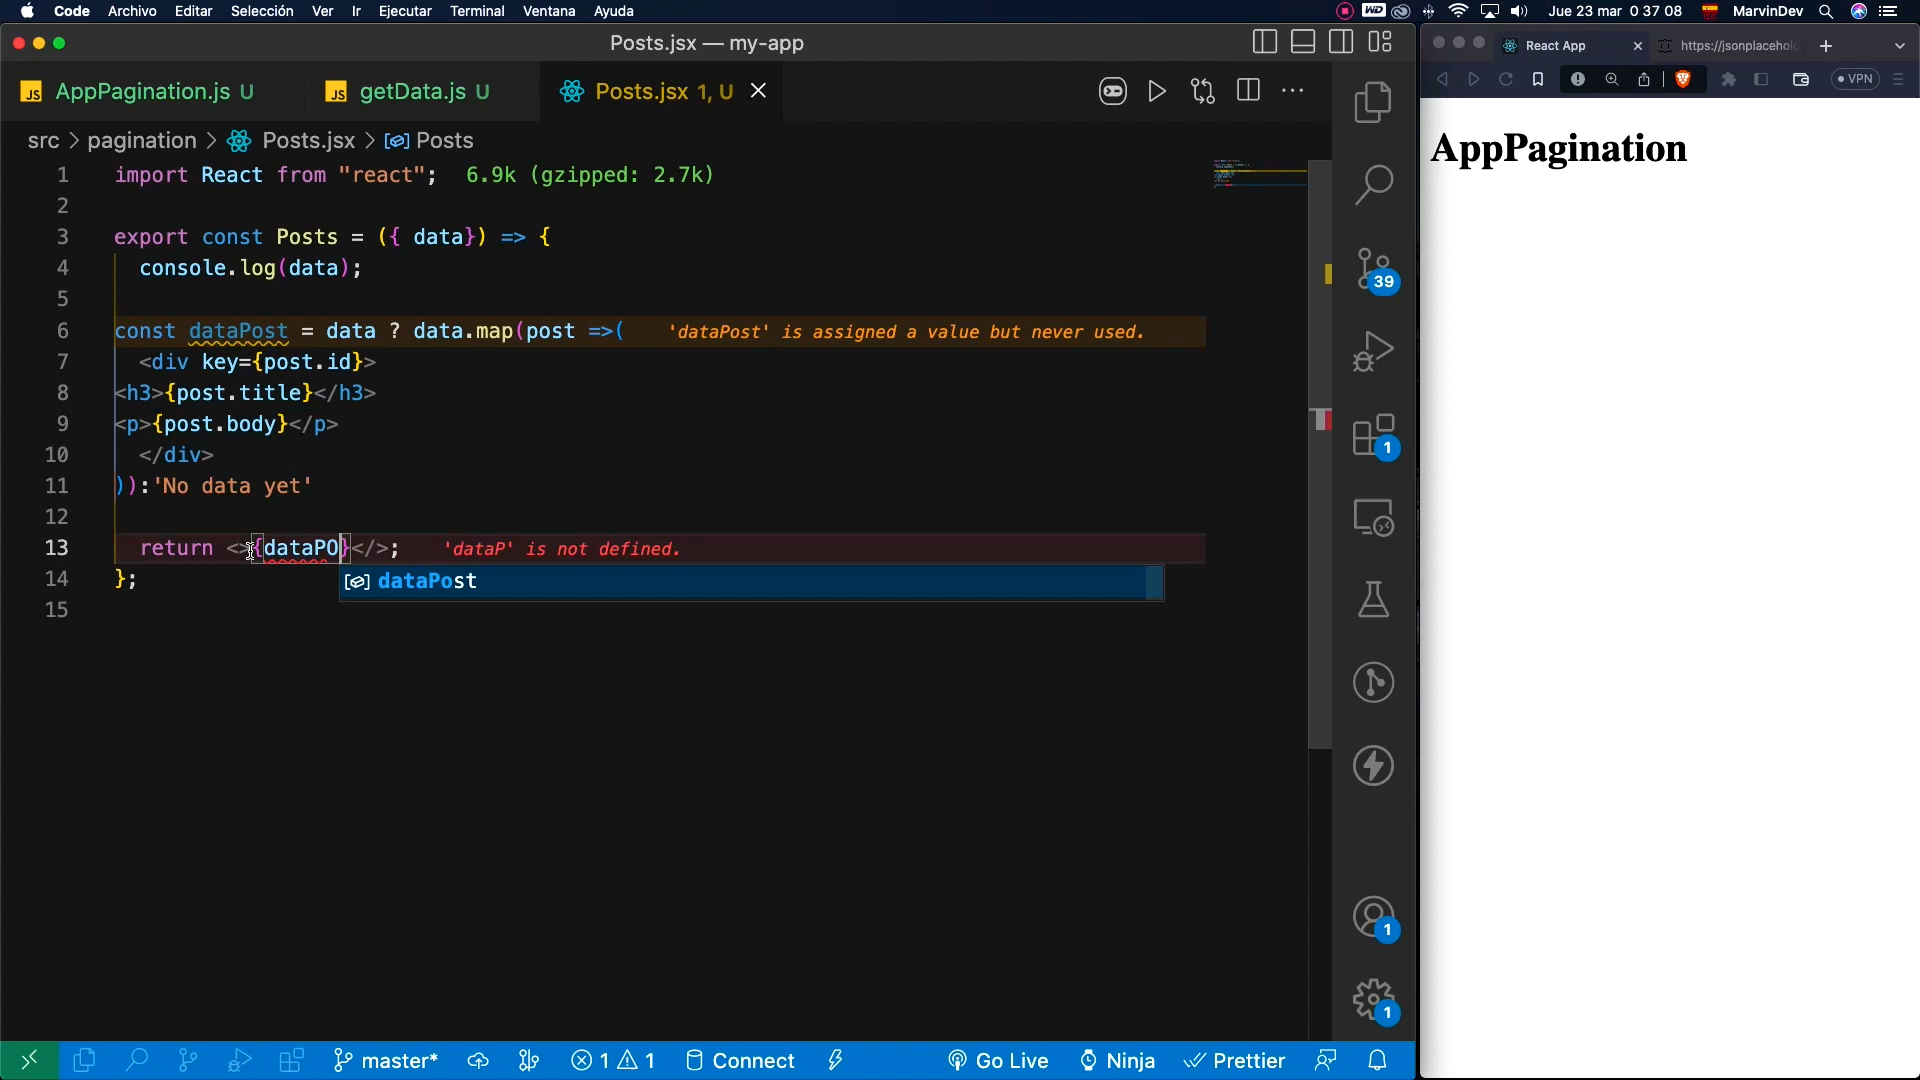 Code Archivo Editar Selección Ver Ir Ejecutar Terminal Ventana Ayuda WD Jue 23 mar 0 37 08 MarvinDev
Posts.jsx — my-app
React App
https://jsonplacehol
JS AppPagination.js U
JS getData.js U
Posts.jsx 1, U
VPN
src > pagination > Posts.jsx > Posts
1 import React from "react"; 6.9k (gzipped: 2.7k)
2
3 export const Posts = ({ data}) => {
4 console.log(data);
5
6 const dataPost = data ? data.map(post =>( 'dataPost' is assigned a value but never used.
7 <div key={post.id}>
8 <h3>{post.title}</h3>
9 <p>{post.body}</p>
10 </div>
11 )):'No data yet'
12
13 return <>{dataPO}</>; 'dataP' is not defined.
dataPost
14 };
15
39
1
1
1
master* 1 1 Connect Go Live Ninja Prettier
AppPagination